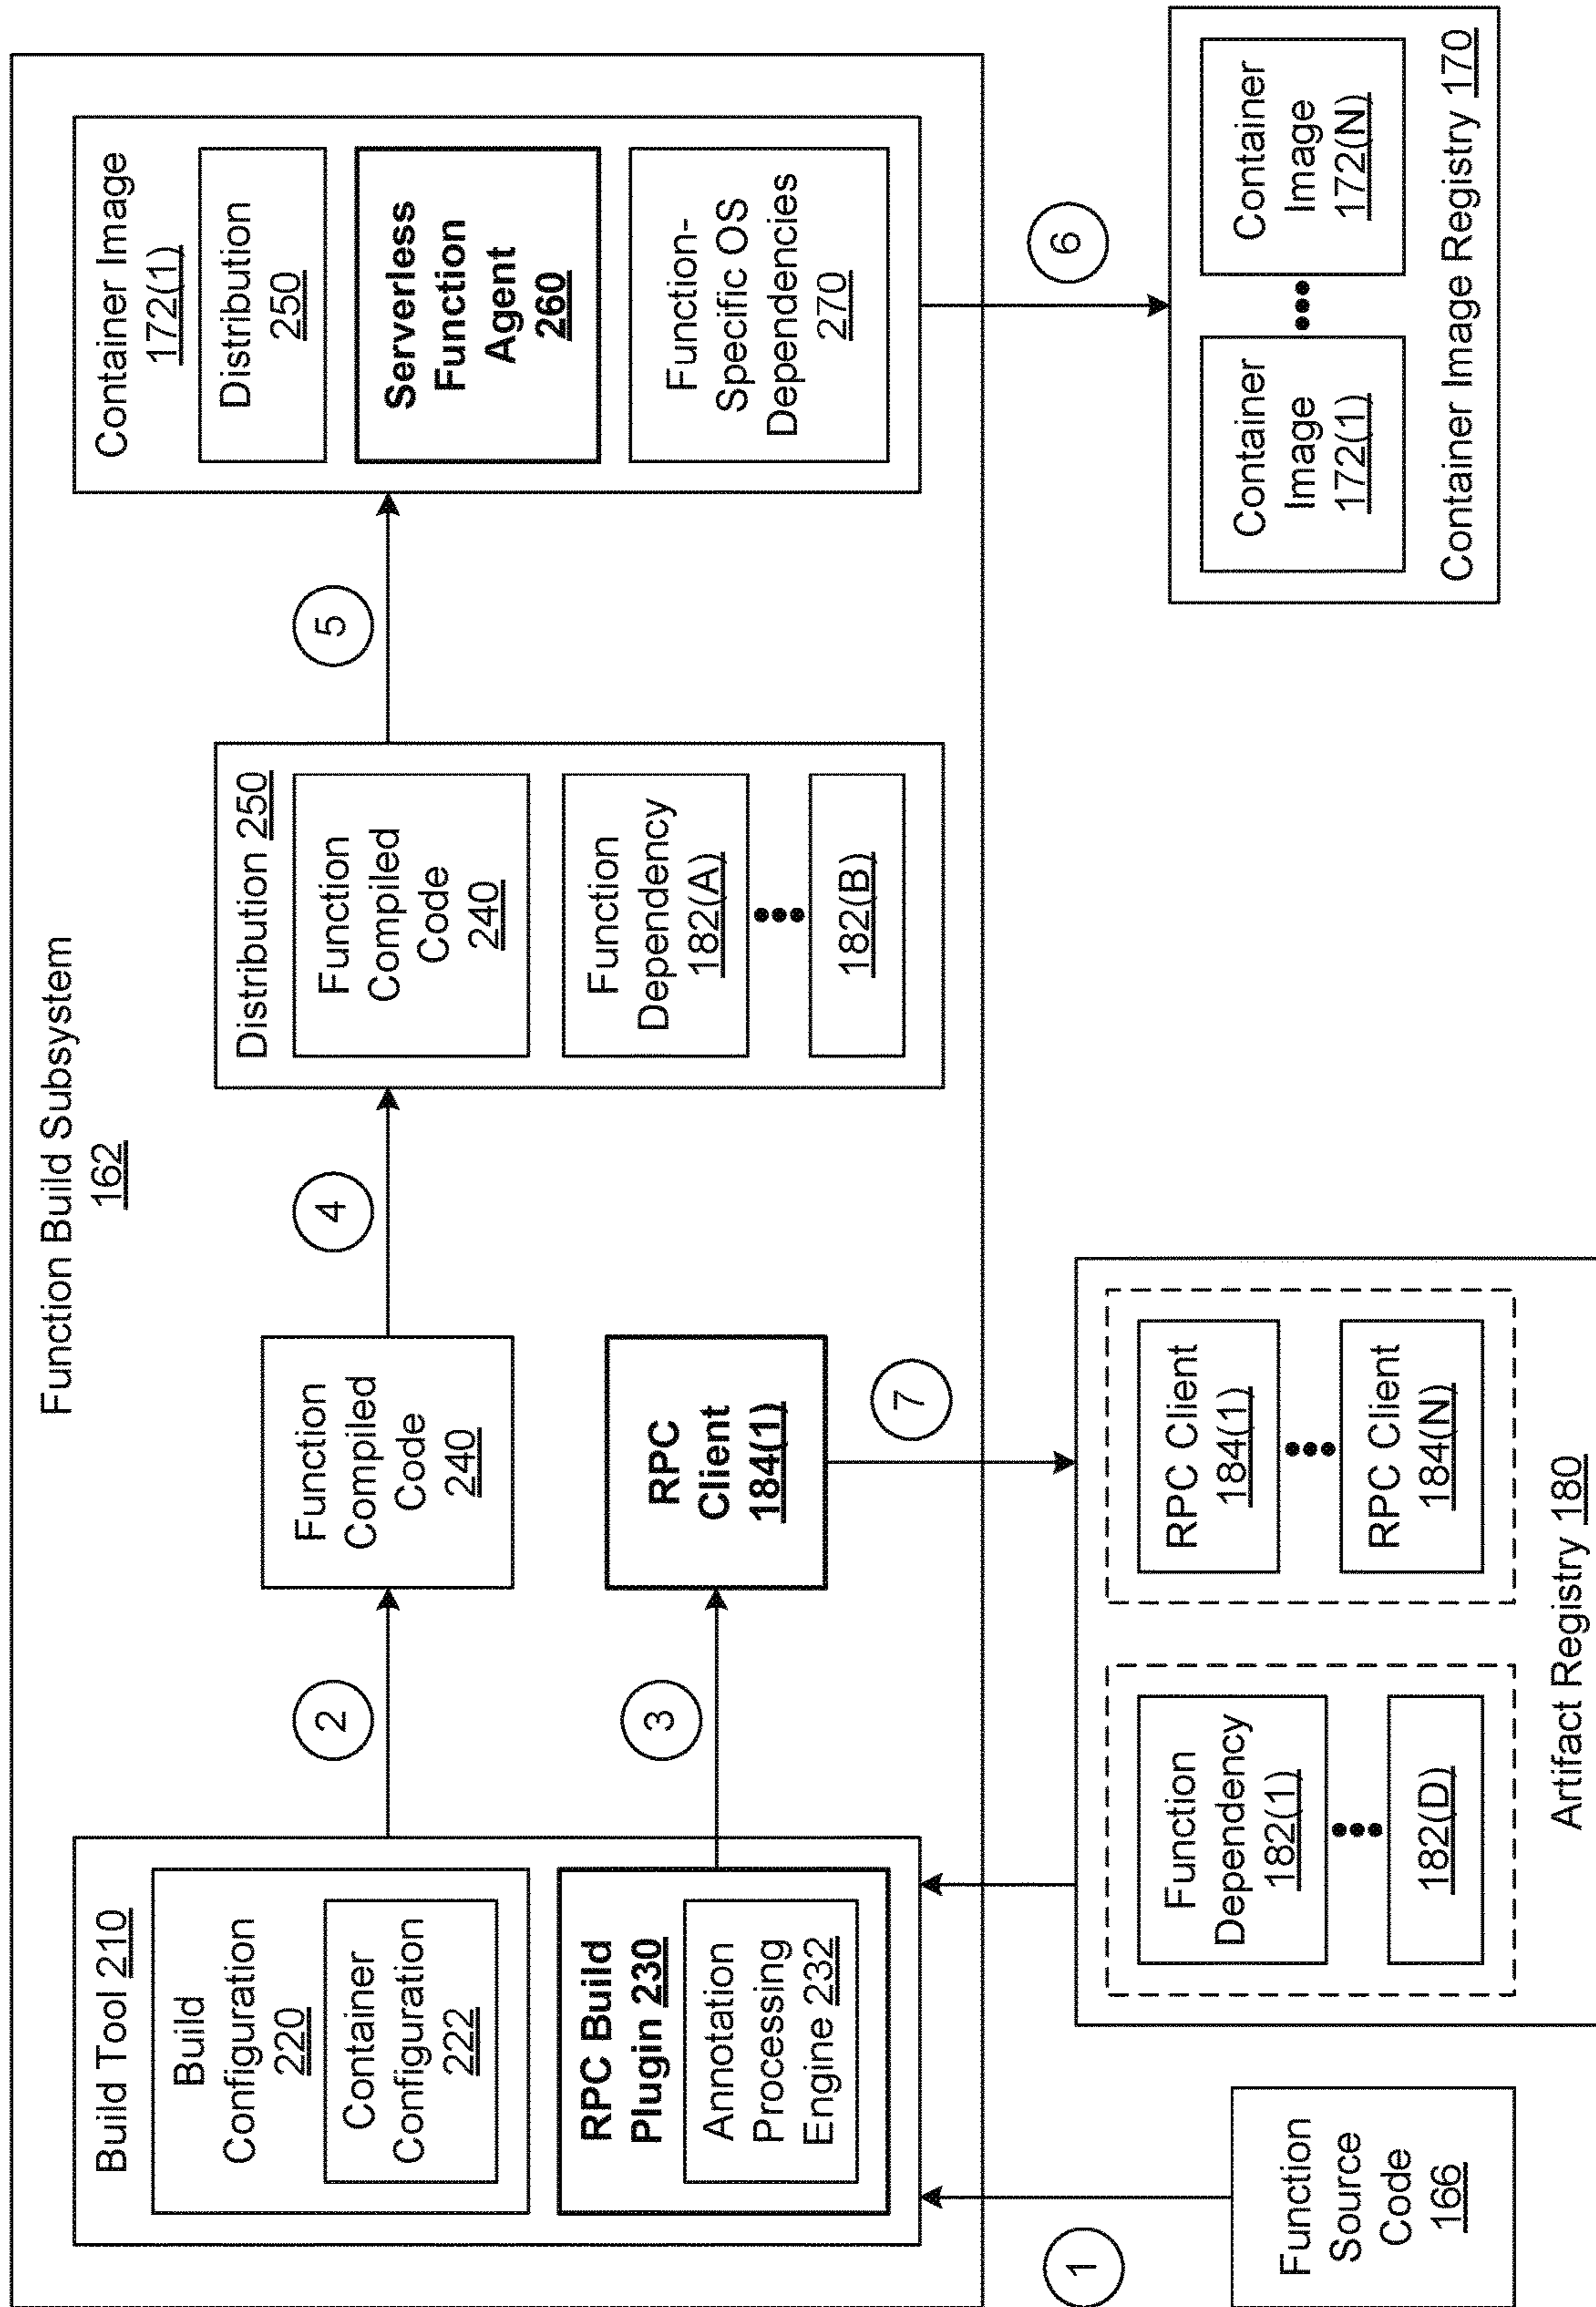 Function Build Subsystem
162
Build Tool 210
Build
Configuration
220
Container
Configuration
222
RPC Build
Plugin 230
Annotation
Processing
Engine 232
2
Function
Compiled
Code
240
3
RPC
Client
184(1)
4
Distribution 250
Function
Compiled
Code
240
Function
Dependency
182(A)
•••
182(B)
5
Container Image
172(1)
Distribution
250
Serverless
Function
Agent
260
Function-
Specific OS
Dependencies
270
1
Function
Source
Code
166
7
Function
Dependency
182(1)
•••
182(D)
RPC Client
184(1)
•••
RPC Client
184(N)
Artifact Registry 180
6
Container
Image
172(1)
•••
Container
Image
172(N)
Container Image Registry 170